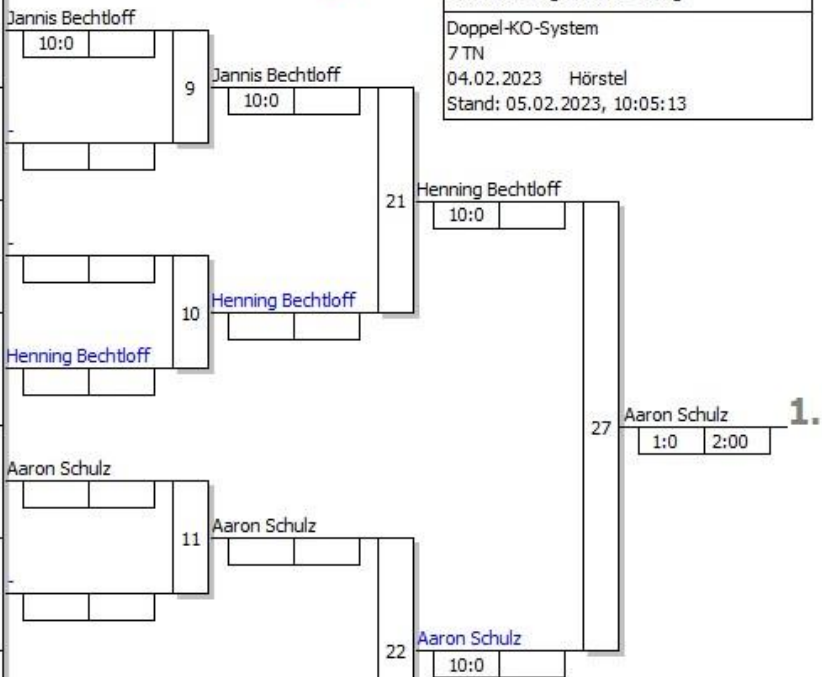 Doppel-KO-System
7 TN
04.02.2023 Hörstel
Stand: 05.02.2023, 10:05:13
Jannis Bechtloff
10:0
9
Jannis Bechtloff
10:0
-
21
Henning Bechtloff
10:0
-
10
Henning Bechtloff
Henning Bechtloff
27
Aaron Schulz
1:0 2:00
1.
Aaron Schulz
11
Aaron Schulz
-
22
Aaron Schulz
10:0